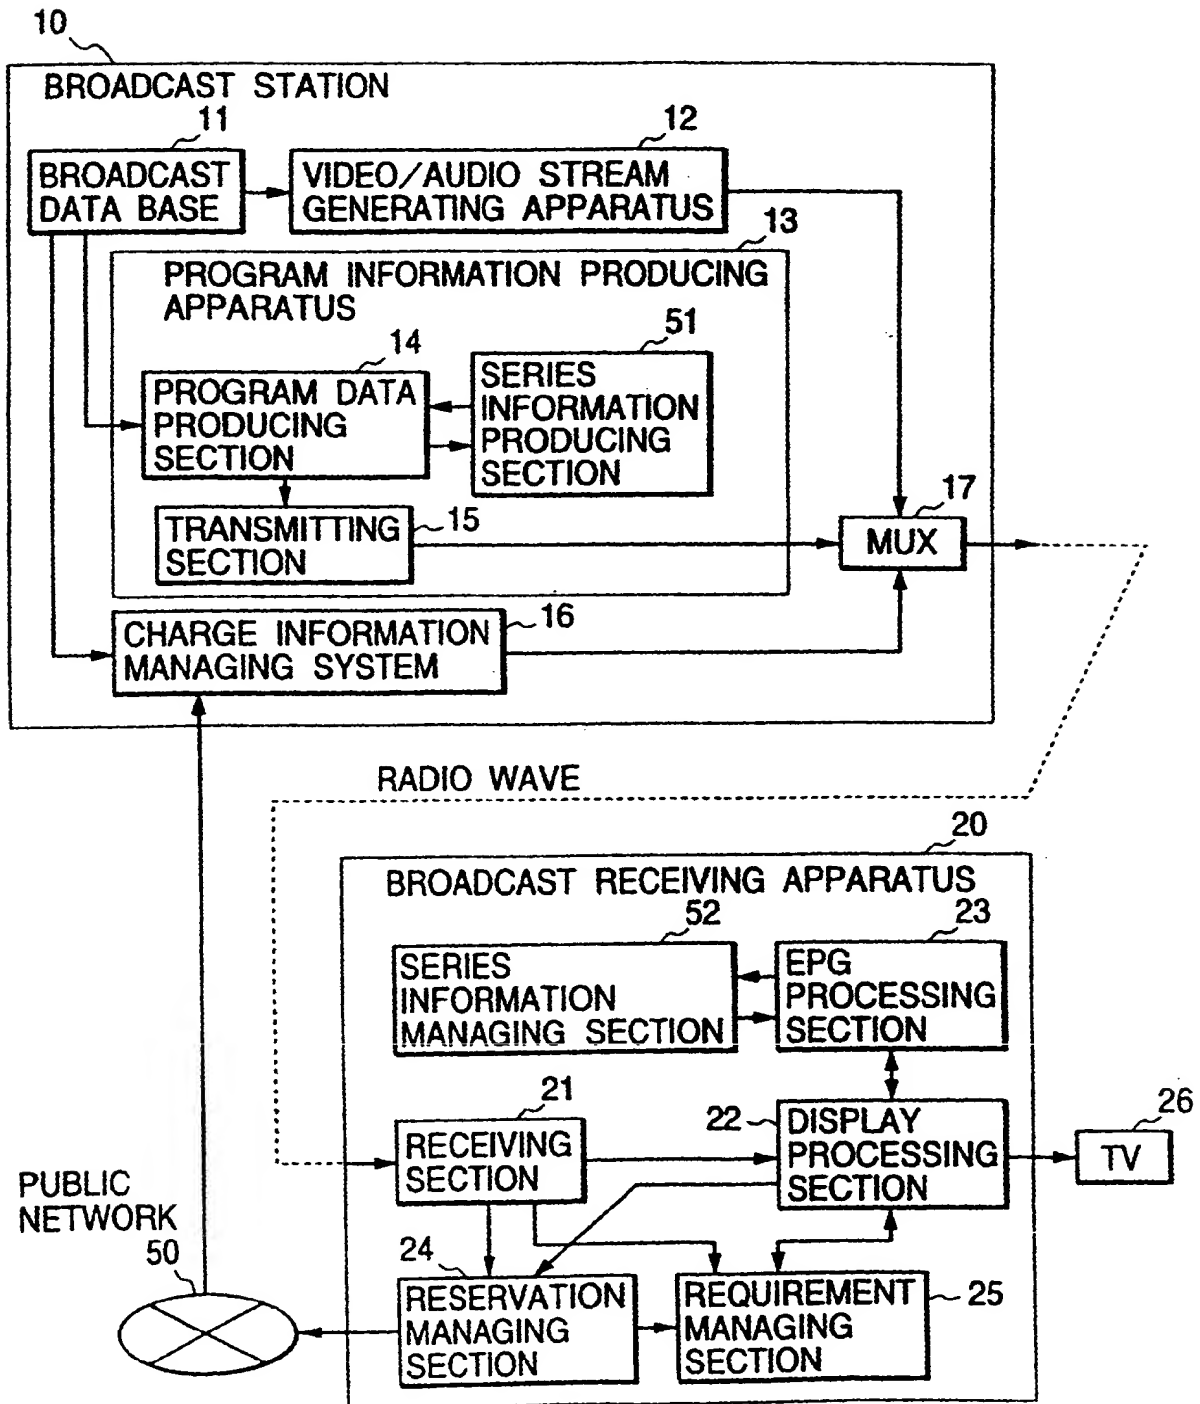 10
BROADCAST STATION
11
12
BROADCAST
DATA BASE
VIDEO/AUDIO STREAM
GENERATING APPARATUS
13
PROGRAM INFORMATION PRODUCING
APPARATUS
14
51
PROGRAM DATA
PRODUCING
SECTION
SERIES
INFORMATION
PRODUCING
SECTION
15
TRANSMITTING
SECTION
17
MUX
16
CHARGE INFORMATION
MANAGING SYSTEM
RADIO WAVE
20
BROADCAST RECEIVING APPARATUS
52
23
SERIES
INFORMATION
MANAGING SECTION
EPG
PROCESSING
SECTION
21
22
26
RECEIVING
SECTION
DISPLAY
PROCESSING
SECTION
TV
PUBLIC
NETWORK
50
24
RESERVATION
MANAGING
SECTION
REQUIREMENT
MANAGING
SECTION
25